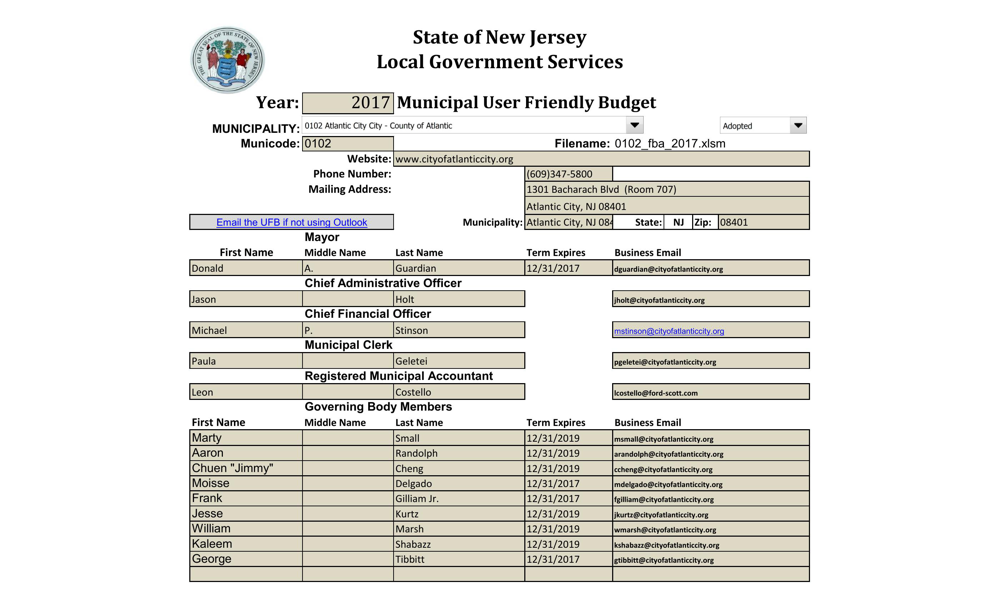 THE GREAT SEAL OF THE STATE OF NEW JERSEY
State of New Jersey
Local Government Services
Year: 2017 Municipal User Friendly Budget
MUNICIPALITY: 0102 Atlantic City City - County of Atlantic Adopted
Municode: 0102 Filename: 0102_fba_2017.xlsm
Website: www.cityofatlanticcity.org
Phone Number: (609)347-5800
Mailing Address: 1301 Bacharach Blvd (Room 707)
Atlantic City, NJ 08401
Email the UFB if not using Outlook Municipality: Atlantic City, NJ 084 State: NJ Zip: 08401
Mayor
First Name Middle Name Last Name Term Expires Business Email
Donald A. Guardian 12/31/2017 dguardian@cityofatlanticcity.org
Chief Administrative Officer
Jason Holt jholt@cityofatlanticcity.org
Chief Financial Officer
Michael P. Stinson mstinson@cityofatlanticcity.org
Municipal Clerk
Paula Geletei pgeletei@cityofatlanticcity.org
Registered Municipal Accountant
Leon Costello lcostello@ford-scott.com
Governing Body Members
First Name Middle Name Last Name Term Expires Business Email
Marty Small 12/31/2019 msmall@cityofatlanticcity.org
Aaron Randolph 12/31/2019 arandolph@cityofatlanticcity.org
Chuen "Jimmy" Cheng 12/31/2019 ccheng@cityofatlanticcity.org
Moisse Delgado 12/31/2017 mdelgado@cityofatlanticcity.org
Frank Gilliam Jr. 12/31/2017 fgilliam@cityofatlanticcity.org
Jesse Kurtz 12/31/2019 jkurtz@cityofatlanticcity.org
William Marsh 12/31/2019 wmarsh@cityofatlanticcity.org
Kaleem Shabazz 12/31/2019 kshabazz@cityofatlanticcity.org
George Tibbitt 12/31/2017 gtibbitt@cityofatlanticcity.org